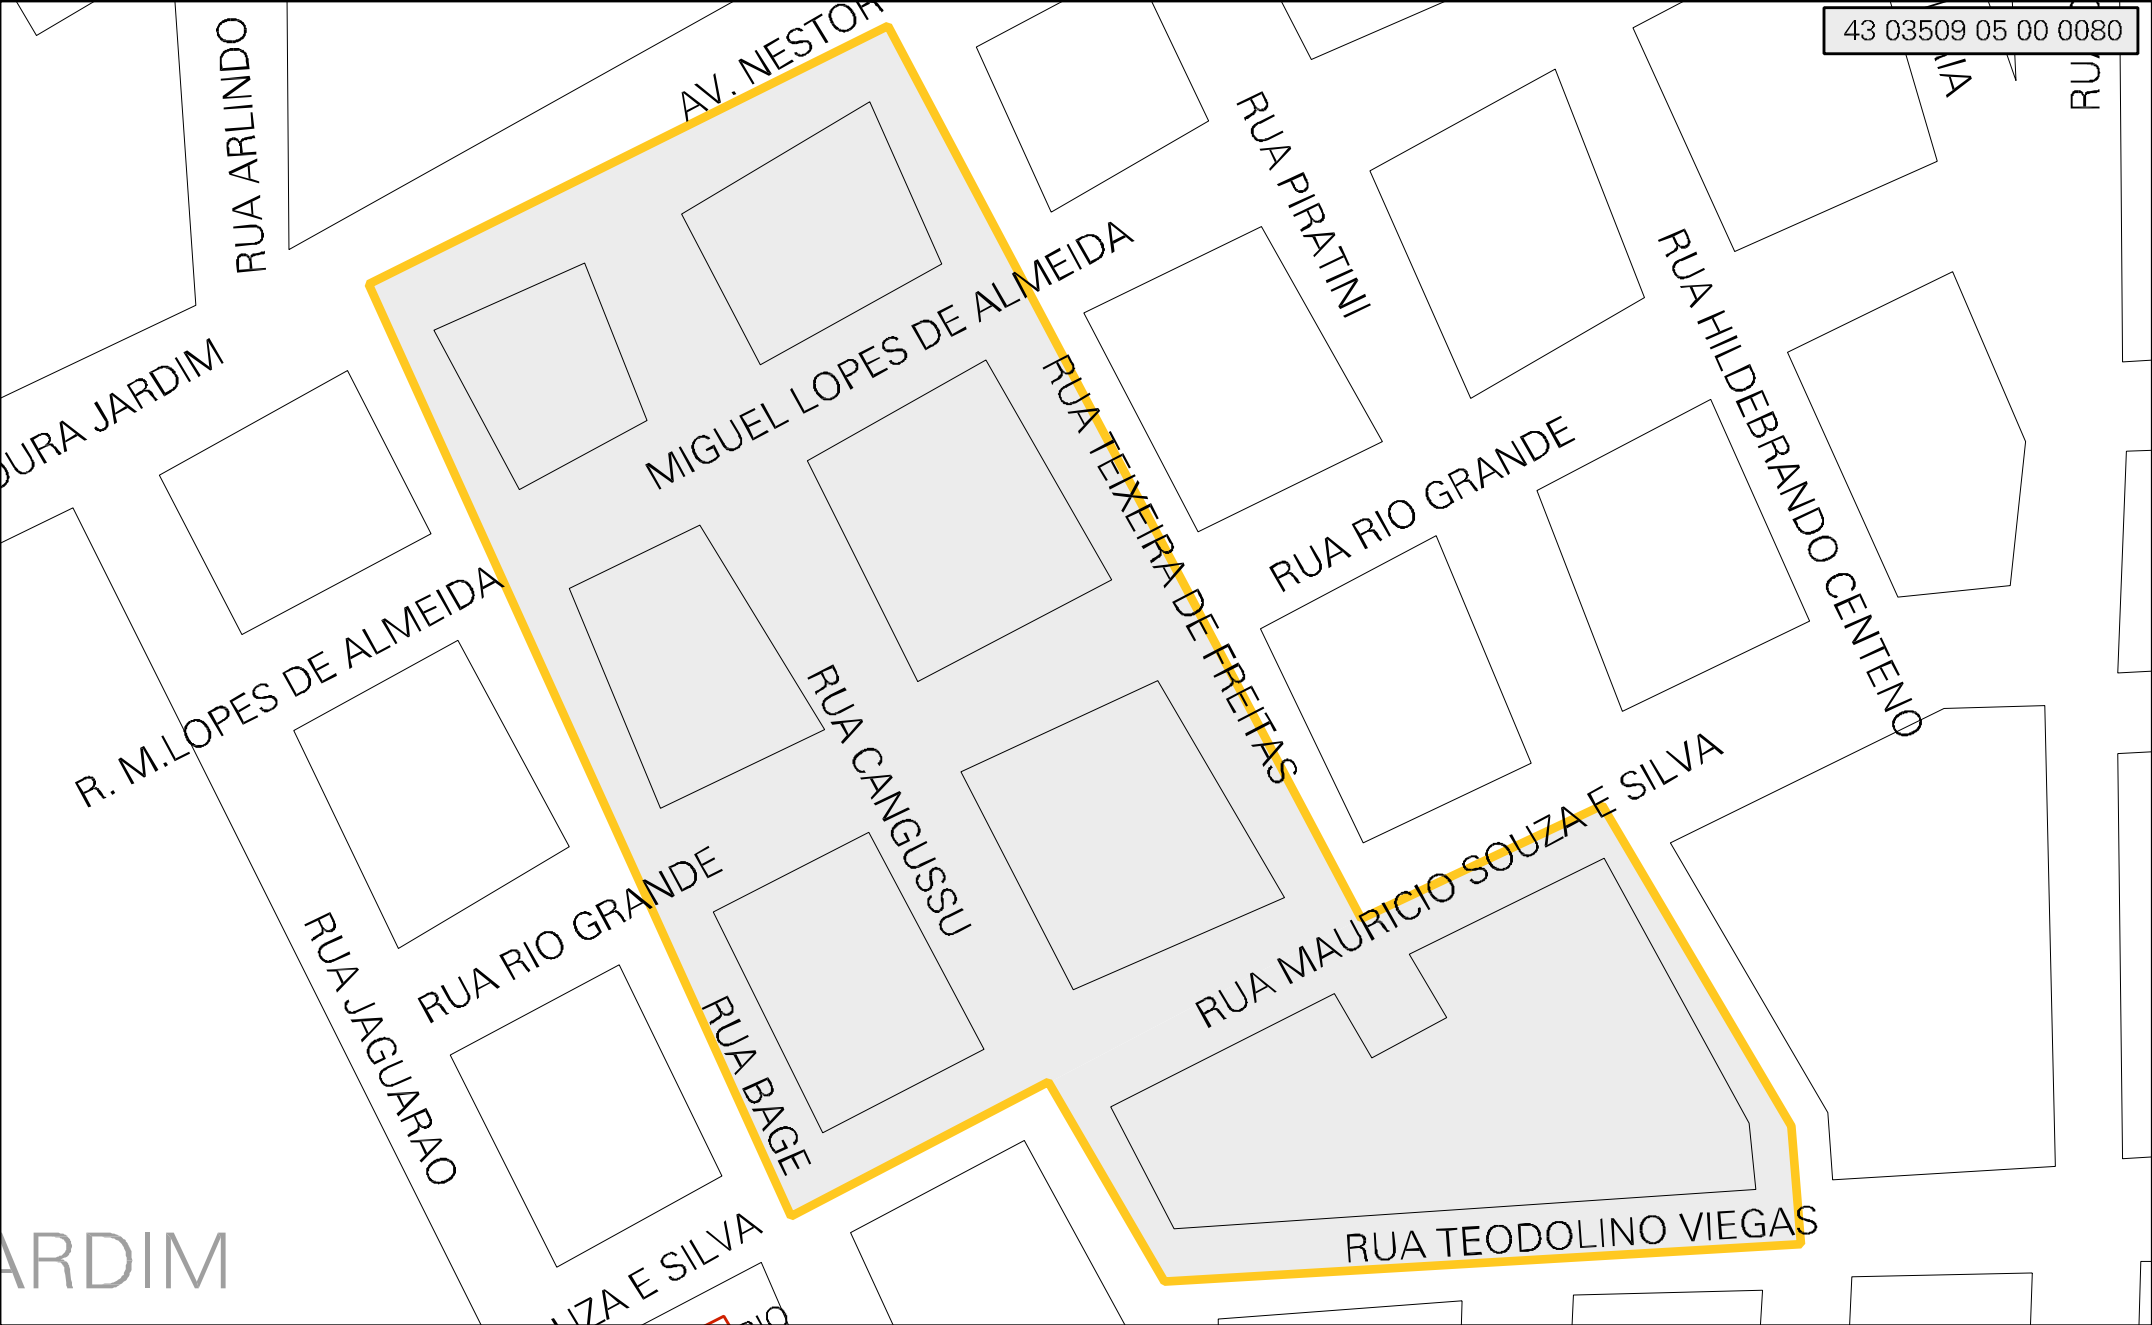 AV. NESTOR
43 03509 05 00 0080
RUA ARLINDO
RUA PIRATINI
MIGUEL LOPES DE ALMEIDA
RUA HILDEBRANDO CENTENO
JARDIM
RUA TEIXEIRA DE FREITAS
RUA RIO GRANDE
R. M.LOPES DE ALMEIDA
RUA CANGUSSU
RUA MAURICIO SOUZA E SILVA
RUA RIO GRANDE
RUA JAGUARAO
RUA BAGE
RUA TEODOLINO VIEGAS
E SILVA
ARDIM
RUA